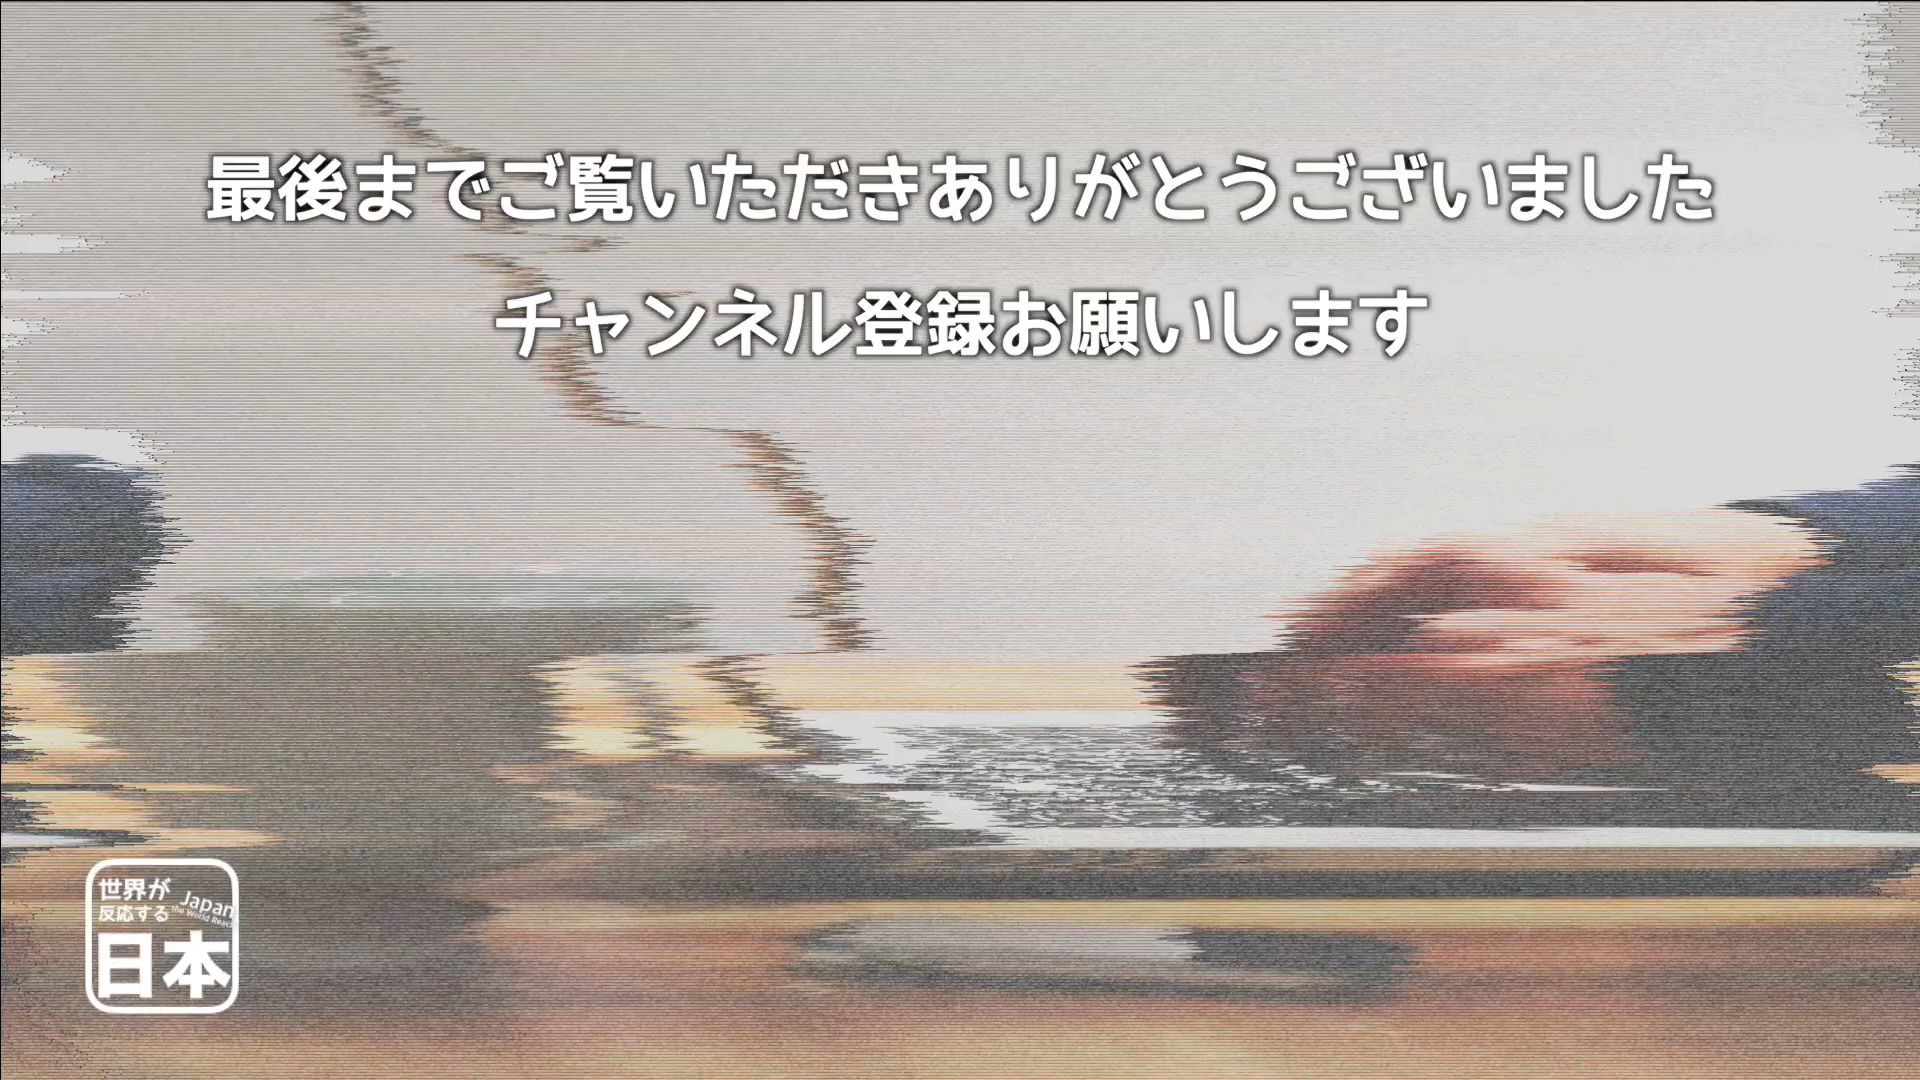 最後までご覧いただきありがとうございました
チャンネル登録お願いします
世界が
反応する
Japan
the World
日本